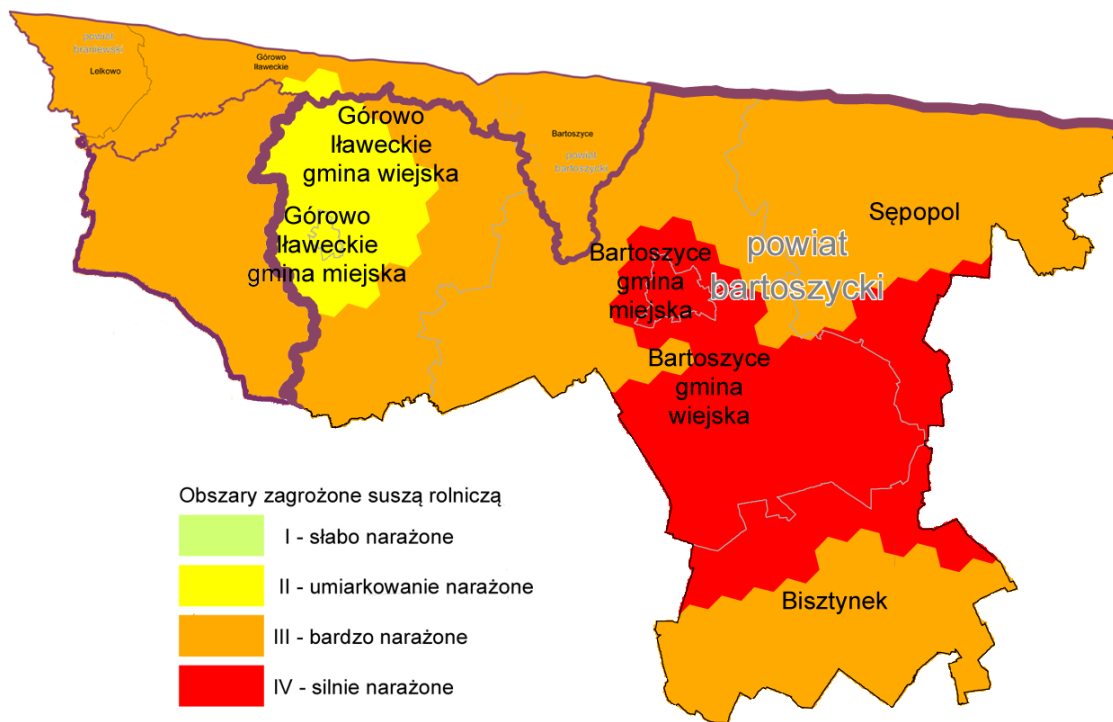 powiat
braniewski
Lelkowo
Górowo
Iławeckie
Górowo
Iławeckie
gmina wiejska
Bartoszyce
powiat
bartoszycki
Górowo
Iławeckie
gmina miejska
Sępopol
powiat
bartoszycki
Bartoszyce
gmina
miejska
Bartoszyce
gmina
wiejska
Bisztynek
Obszary zagrożone suszą rolniczą
I - słabo narażone
II - umiarkowanie narażone
III - bardzo narażone
IV - silnie narażone